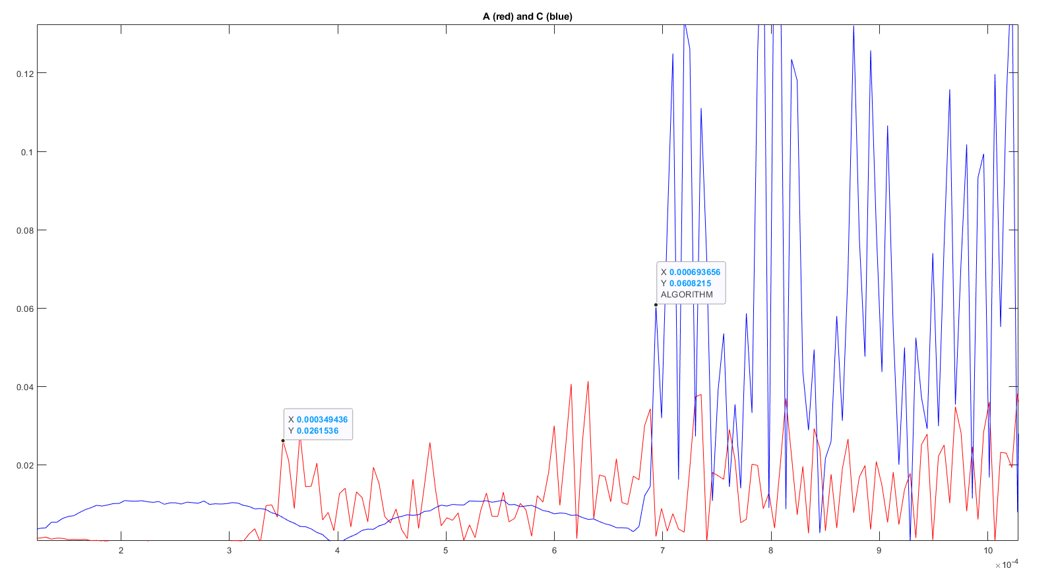 A (red) and C (blue)
0.12
0.1
0.08
0.06
0.04
0.02
X 0.000693656
Y 0.0608215
ALGORITHM
X 0.000349436
Y 0.0261536
2 3 4 5 6 7 8 9 10
× 10⁻⁴